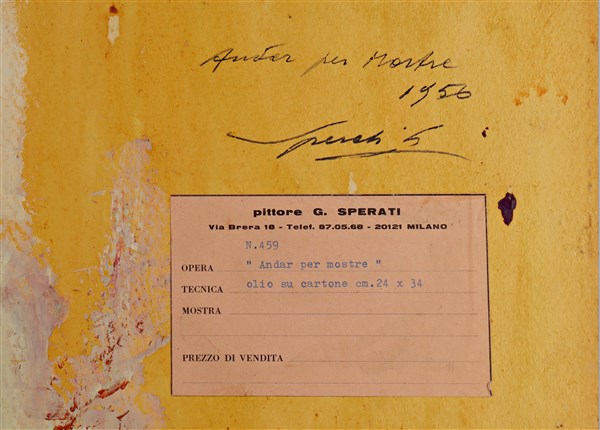 Andar per Mostre
1956
Sperati G
pittore G. SPERATI
Via Brera 18 - Telef. 87.05.68 - 20121 MILANO
N.459
OPERA " Andar per mostre "
TECNICA olio su cartone cm.24 x 34
MOSTRA
PREZZO DI VENDITA